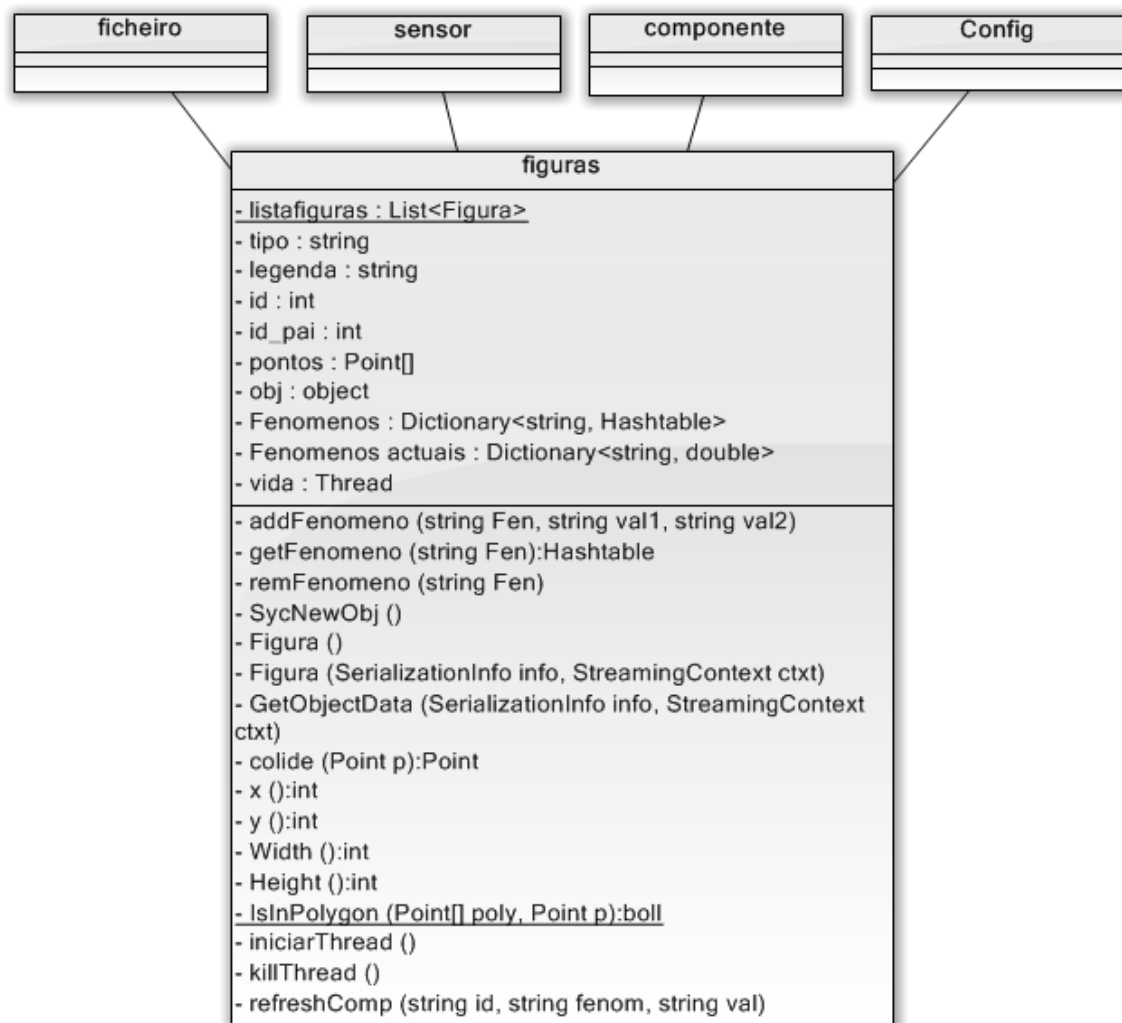 ficheiro
sensor
componente
Config
figuras
- listafiguras : List<Figura>
- tipo : string
- legenda : string
- id : int
- id_pai : int
- pontos : Point[]
- obj : object
- Fenomenos : Dictionary<string, Hashtable>
- Fenomenos actuais : Dictionary<string, double>
- vida : Thread
- addFenomeno (string Fen, string val1, string val2)
- getFenomeno (string Fen):Hashtable
- remFenomeno (string Fen)
- SycNewObj ()
- Figura ()
- Figura (SerializationInfo info, StreamingContext ctxt)
- GetObjectData (SerializationInfo info, StreamingContext
ctxt)
- colide (Point p):Point
- x ():int
- y ():int
- Width ():int
- Height ():int
- IsInPolygon (Point[] poly, Point p):boll
- iniciarThread ()
- killThread ()
- refreshComp (string id, string fenom, string val)